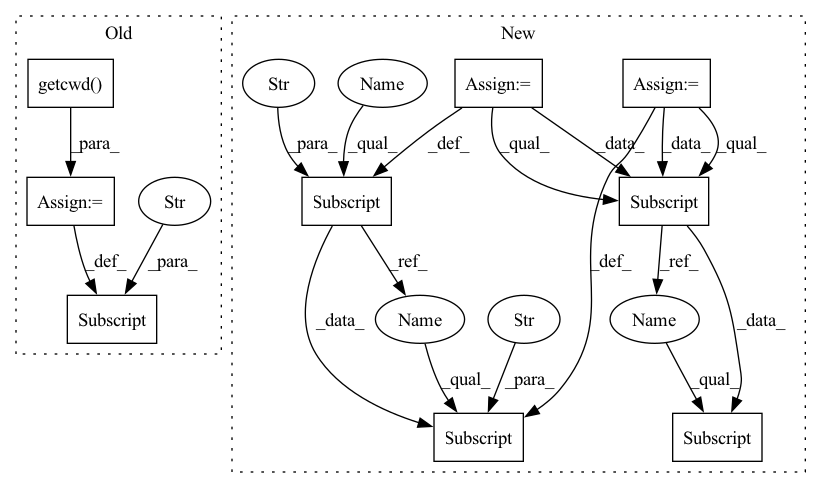 Old
New
getcwd()
Str
Name
Assign:=
Assign:=
_para_
_para_
_qual_
_def_
_qual_
_data_
_data_
_qual_
Assign:=
Str
Subscript
Subscript
_def_
_para_
_ref_
_def_
_ref_
Subscript
_data_
Name
Str
Name
_data_
_qual_
_para_
_qual_
Subscript
Subscript